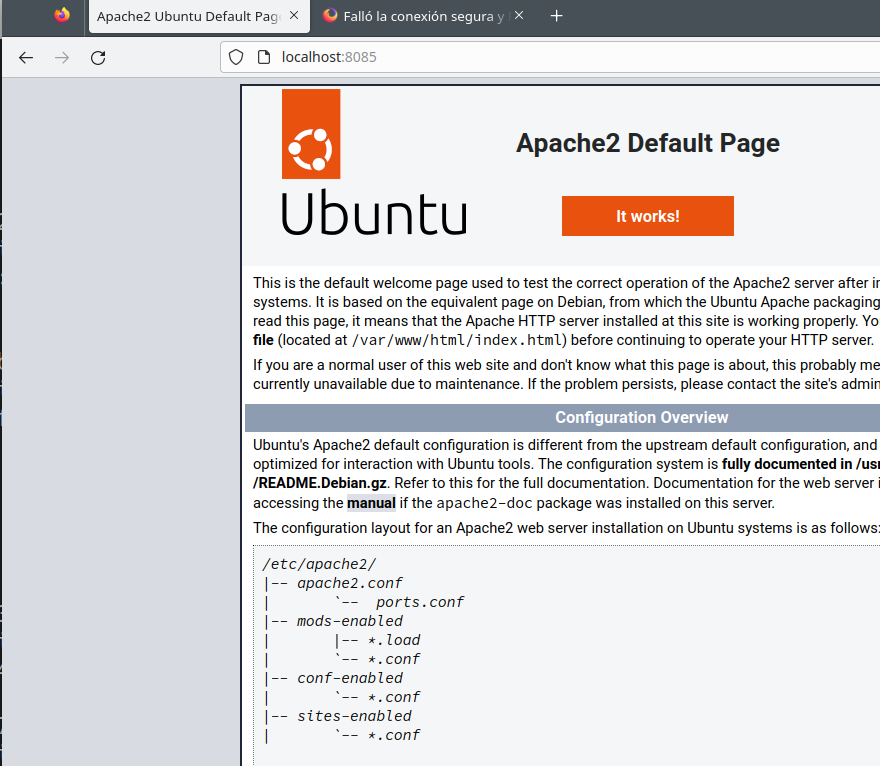 Apache2 Ubuntu Default Pag
Falló la conexión segura y
localhost:8085
Ubuntu
Apache2 Default Page
It works!
This is the default welcome page used to test the correct operation of the Apache2 server after
systems. It is based on the equivalent page on Debian, from which the Ubuntu Apache packaging
read this page, it means that the Apache HTTP server installed at this site is working properly. Yo
file (located at /var/www/html/index.html) before continuing to operate your HTTP server.
If you are a normal user of this web site and don't know what this page is about, this probably me
currently unavailable due to maintenance. If the problem persists, please contact the site's admin
Configuration Overview
Ubuntu's Apache2 default configuration is different from the upstream default configuration, and
optimized for interaction with Ubuntu tools. The configuration system is fully documented in /usr
/README.Debian.gz. Refer to this for the full documentation. Documentation for the web server i
accessing the manual if the apache2-doc package was installed on this server.
The configuration layout for an Apache2 web server installation on Ubuntu systems is as follows:
/etc/apache2/
|-- apache2.conf
|       `--  ports.conf
|-- mods-enabled
|       |-- *.load
|       `-- *.conf
|-- conf-enabled
|       `-- *.conf
|-- sites-enabled
|       `-- *.conf